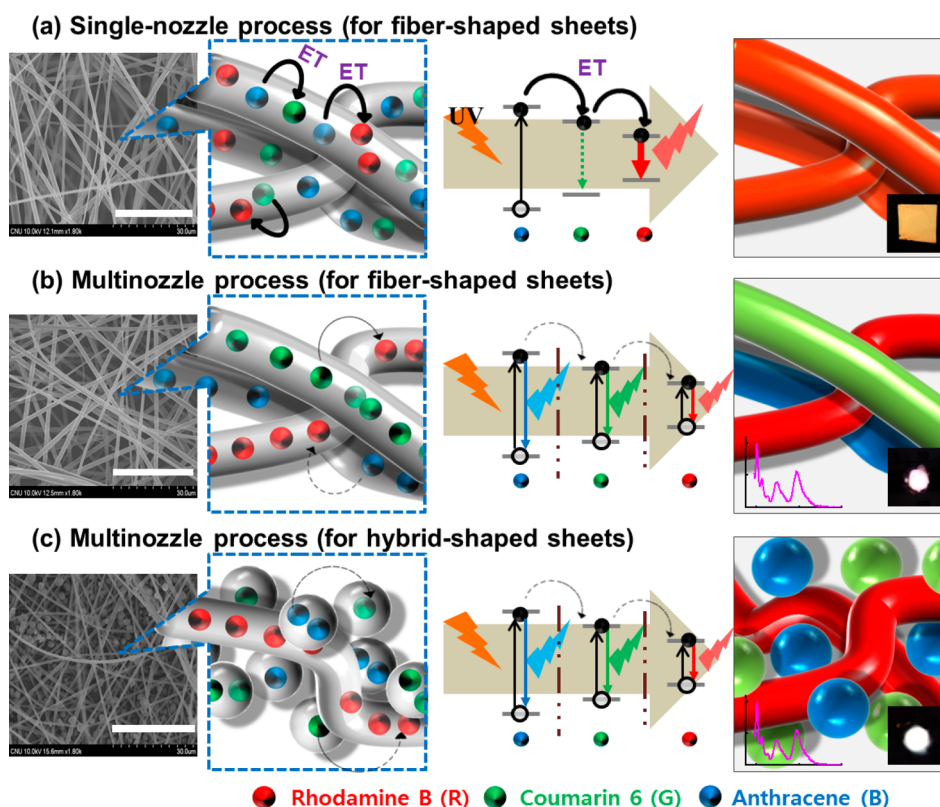 (a) Single-nozzle process (for fiber-shaped sheets)
ET
ET
ET
UV
CNU 10.0kV 12.1mm x1.80k
30.0um
(b) Multinozzle process (for fiber-shaped sheets)
CNU 10.0kV 12.5mm x1.80k
30.0um
(c) Multinozzle process (for hybrid-shaped sheets)
CNU 10.0kV 15.6mm x1.80k
30.0um
Rhodamine B (R) Coumarin 6 (G) Anthracene (B)